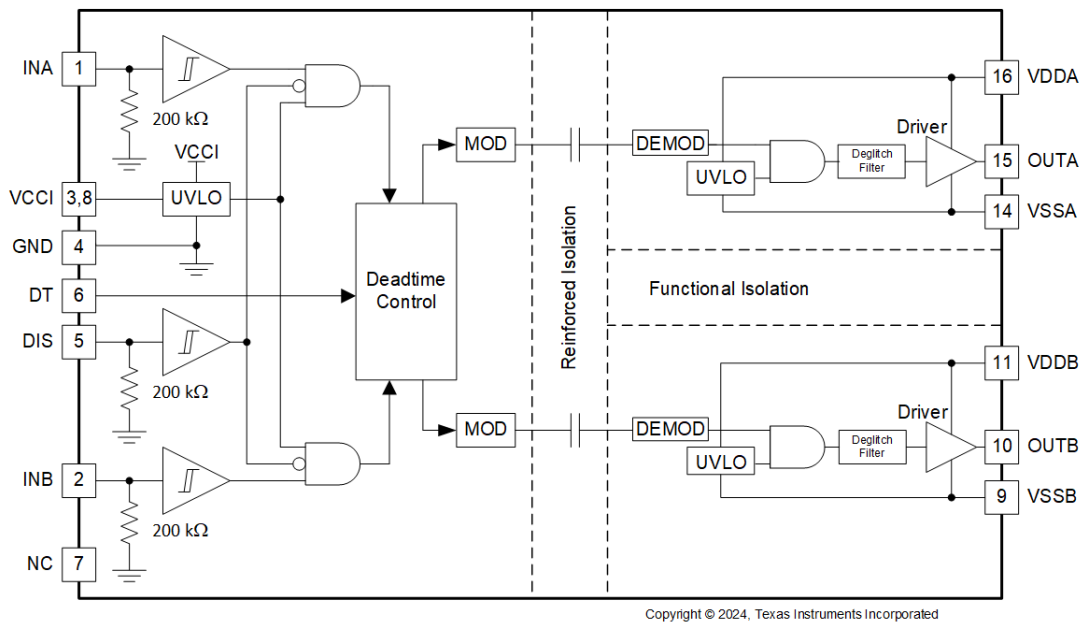 INA
1
200 kΩ
VCCI
VCCI
3,8
UVLO
GND
4
DT
6
DIS
5
200 kΩ
INB
2
200 kΩ
NC
7
Deadtime
Control
MOD
MOD
Reinforced Isolation
Functional Isolation
DEMOD
UVLO
Deglitch
Filter
Driver
16
VDDA
15
OUTA
14
VSSA
DEMOD
UVLO
Deglitch
Filter
Driver
11
VDDB
10
OUTB
9
VSSB
Copyright © 2024, Texas Instruments Incorporated